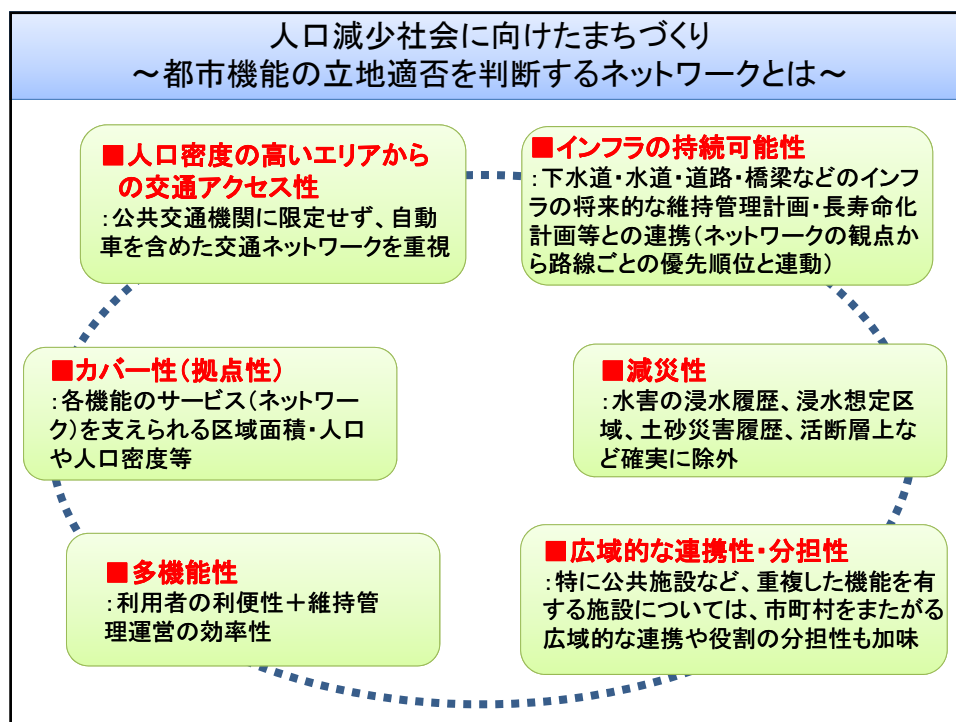 人口減少社会に向けたまちづくり
～都市機能の立地適否を判断するネットワークとは～
■人口密度の高いエリアから
の交通アクセス性
：公共交通機関に限定せず、自動
車を含めた交通ネットワークを重視
■インフラの持続可能性
：下水道・水道・道路・橋梁などのインフ
ラの将来的な維持管理計画・長寿命化
計画等との連携（ネットワークの観点か
ら路線ごとの優先順位と連動）
■カバー性（拠点性）
：各機能のサービス（ネットワー
ク）を支えられる区域面積・人口
や人口密度等
■減災性
：水害の浸水履歴、浸水想定区
域、土砂災害履歴、活断層上な
ど確実に除外
■多機能性
：利用者の利便性＋維持管
理運営の効率性
■広域的な連携性・分担性
：特に公共施設など、重複した機能を有
する施設については、市町村をまたがる
広域的な連携や役割の分担性も加味